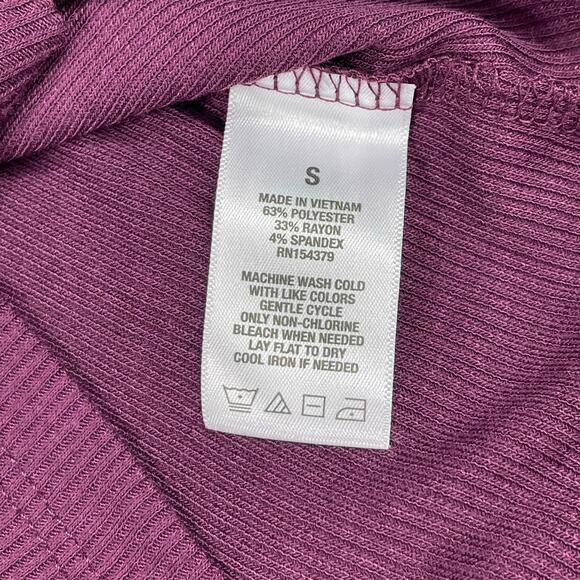 S
MADE IN VIETNAM
63% POLYESTER
33% RAYON
4% SPANDEX
RN154379
MACHINE WASH COLD
WITH LIKE COLORS
GENTLE CYCLE
ONLY NON-CHLORINE
BLEACH WHEN NEEDED
LAY FLAT TO DRY
COOL IRON IF NEEDED